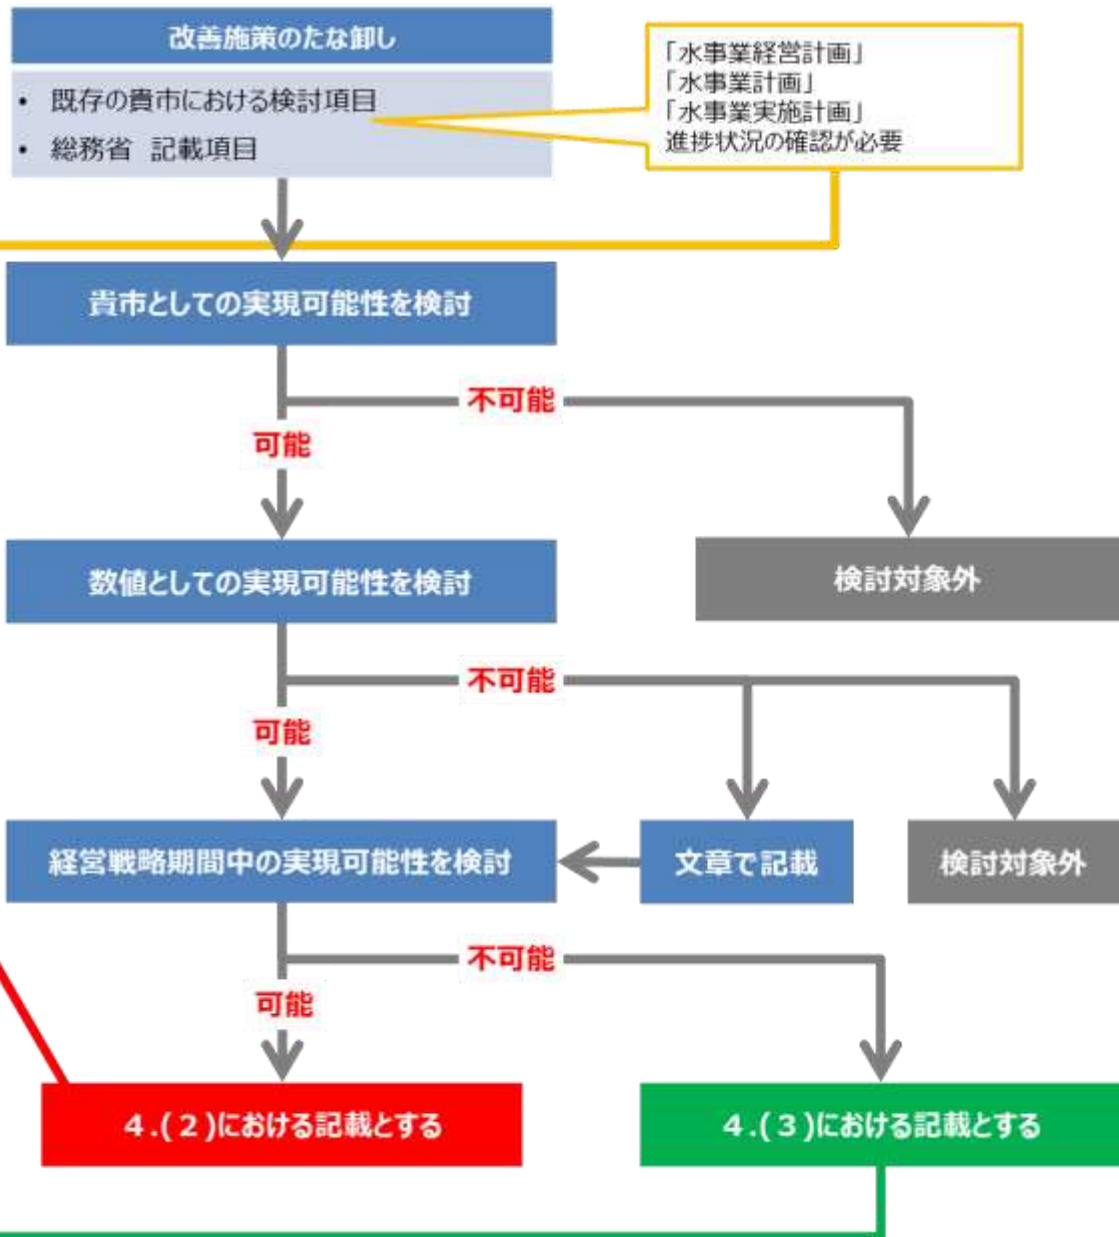 改善施策のたな卸し
• 既存の貴市における検討項目
• 総務省 記載項目
「水事業経営計画」
「水事業計画」
「水事業実施計画」
進捗状況の確認が必要
貴市としての実現可能性を検討
不可能
可能
数値としての実現可能性を検討
検討対象外
不可能
可能
経営戦略期間中の実現可能性を検討
文章で記載
検討対象外
不可能
可能
4.(2)における記載とする
4.(3)における記載とする